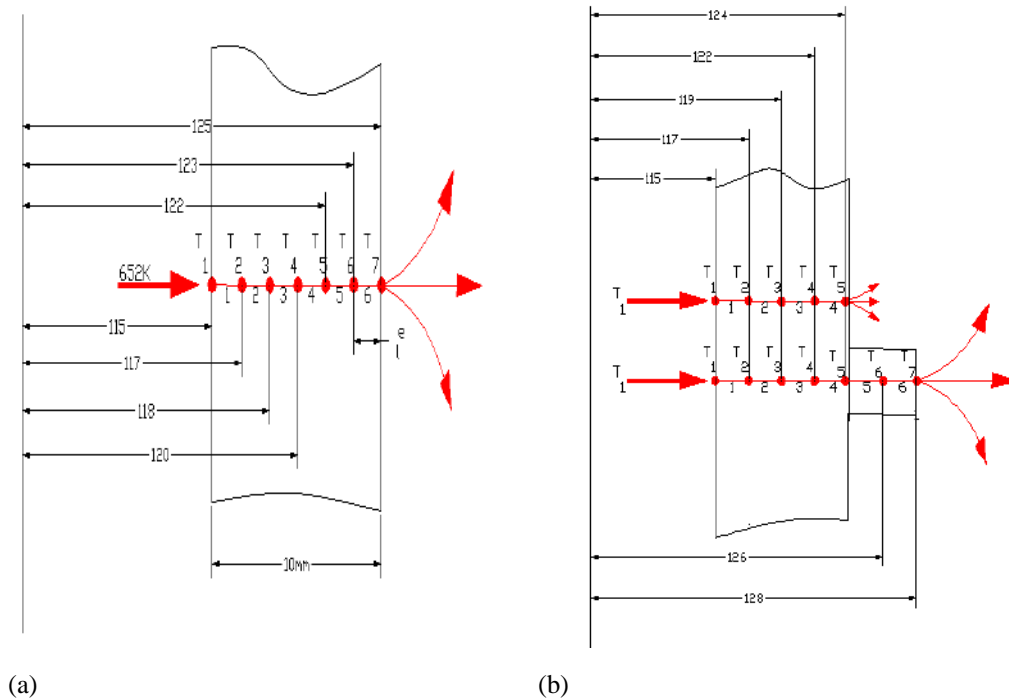 125
123
122
T T T T T T T
1 2 3 4 5 6 7
652K
1 2 3 4 5 6
115
e
l
117
118
120
10mm
(a)
124
122
119
117
115
T T T T T
1 2 3 4 5
T
1
1 2 3 4
T T T T T T T
1 2 3 4 5 6 7
T
1
1 2 3 4 5 6
126
128
(b)